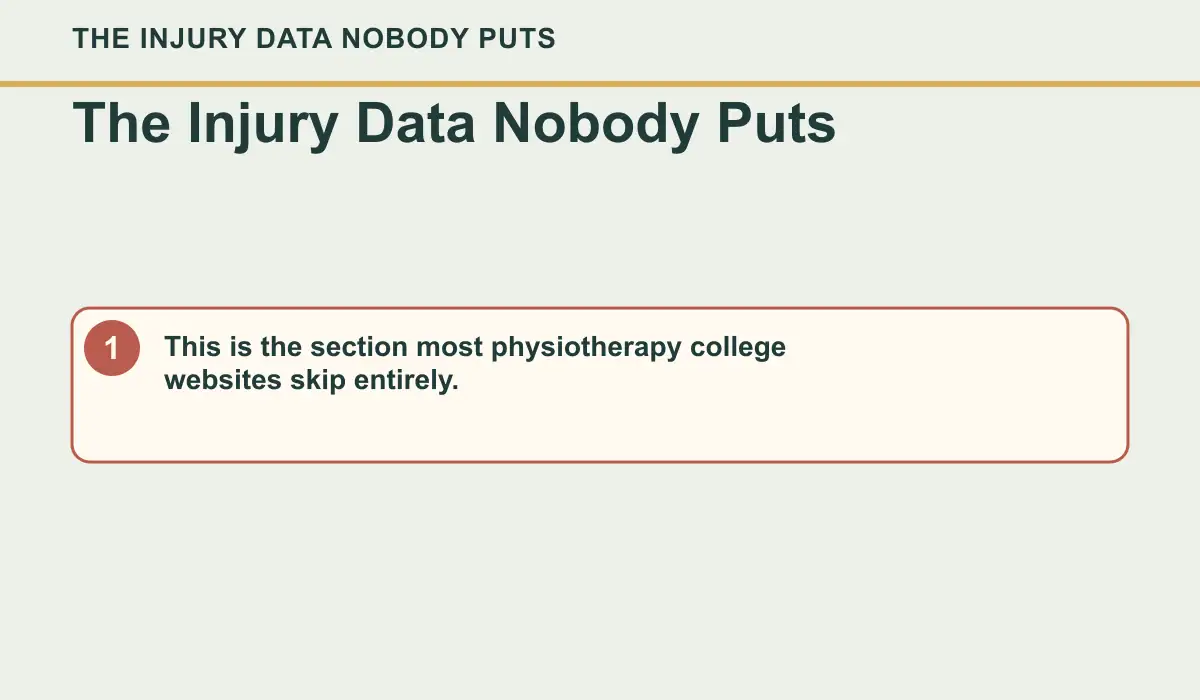 THE INJURY DATA NOBODY PUTS
The Injury Data Nobody Puts
1
This is the section most physiotherapy college
websites skip entirely.